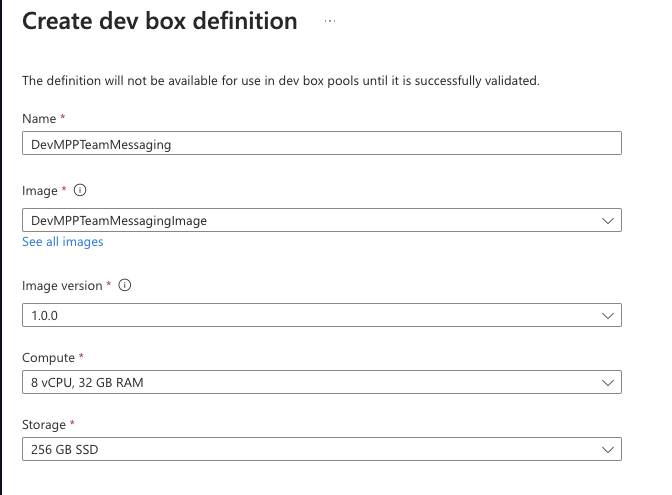 Create dev box definition ...
The definition will not be available for use in dev box pools until it is successfully validated.
Name *
DevMPPTeamMessaging
Image *
DevMPPTeamMessagingImage
See all images
Image version *
1.0.0
Compute *
8 vCPU, 32 GB RAM
Storage *
256 GB SSD